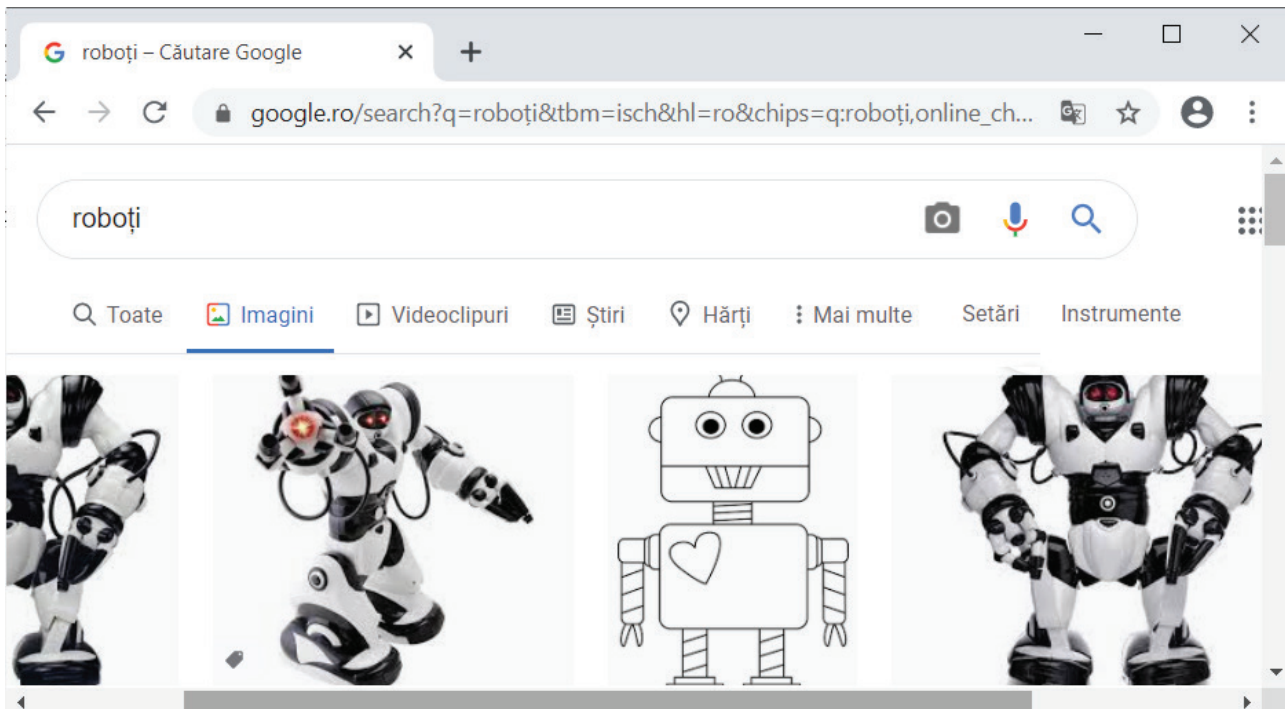 roboți – Căutare Google
google.ro/search?q=roboți&tbm=isch&hl=ro&chips=q:roboți,online_ch...
roboți
Toate Imagini Videoclipuri Știri Hărți Mai multe Setări Instrumente